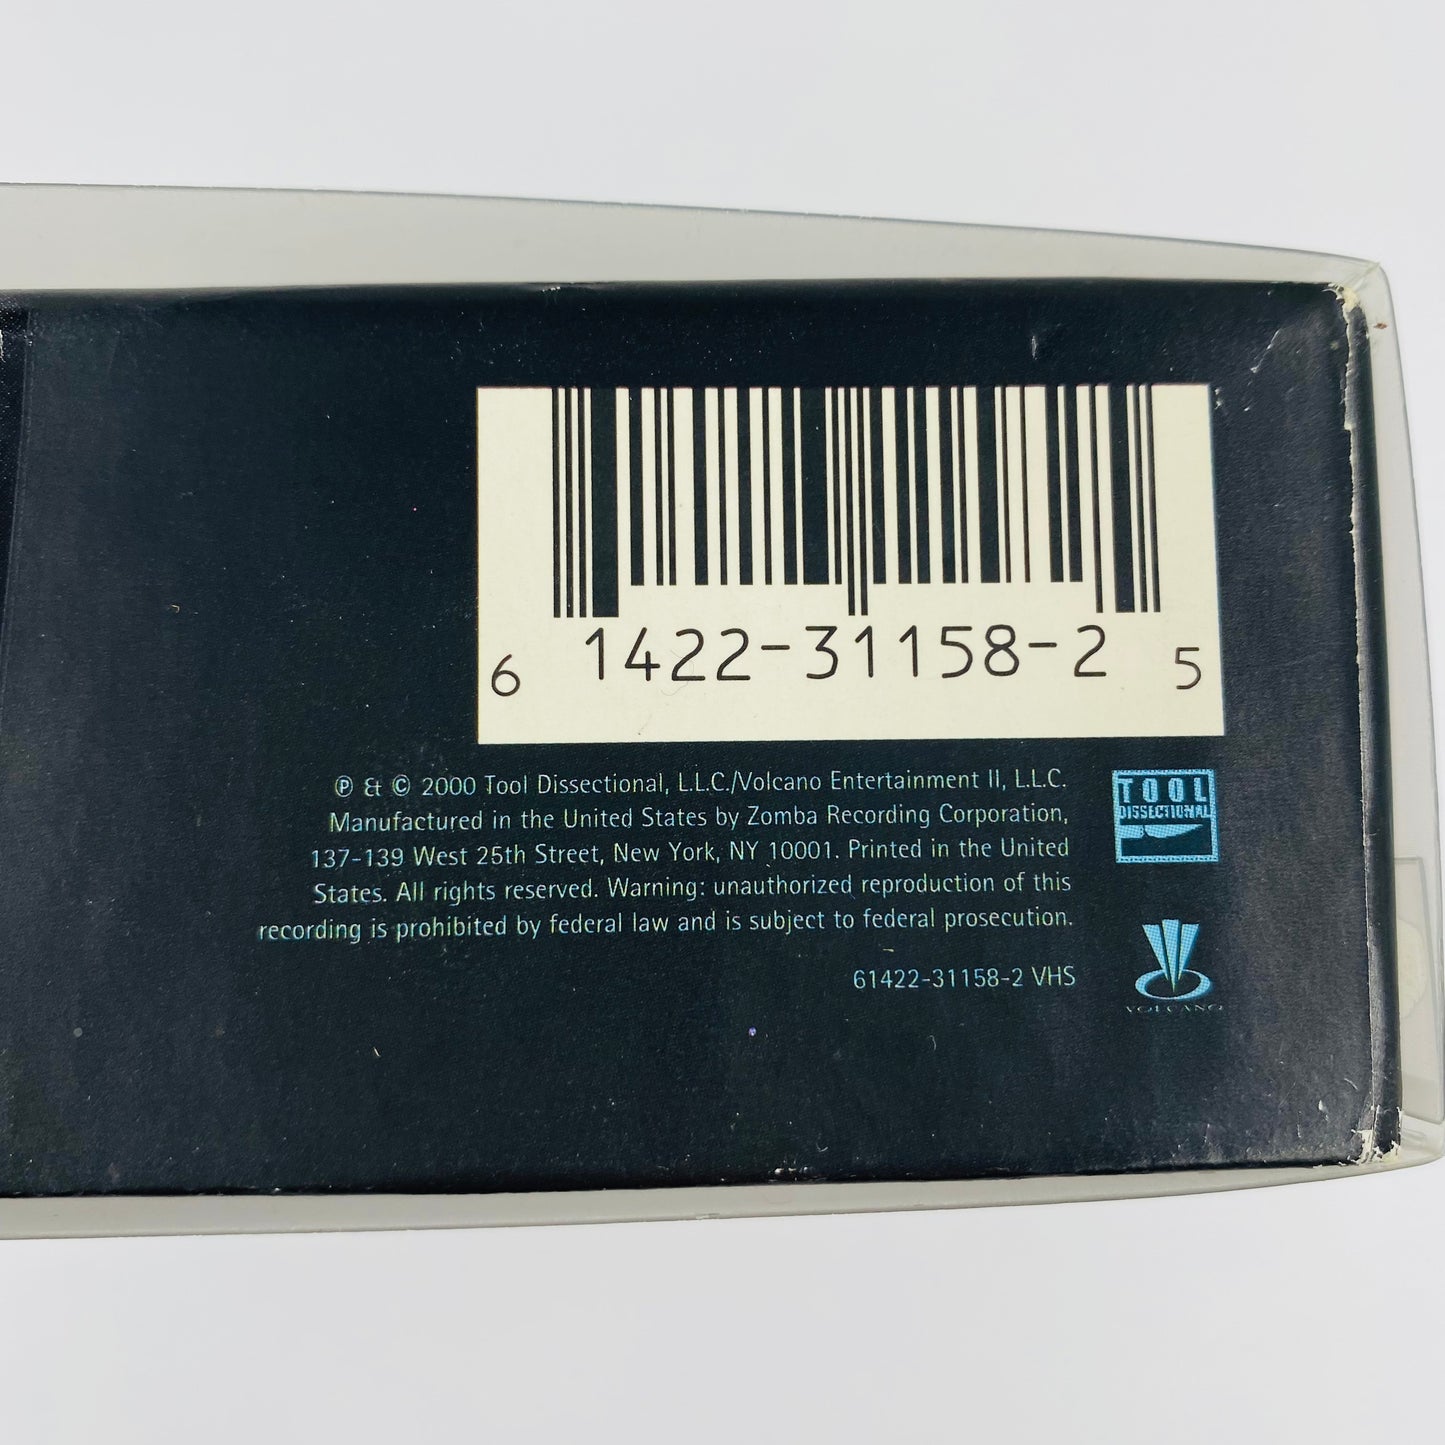 6 1422-31158-2 5
℗ & © 2000 Tool Dissectional, L.L.C./Volcano Entertainment II, L.L.C.
Manufactured in the United States by Zomba Recording Corporation,
137-139 West 25th Street, New York, NY 10001. Printed in the United
States. All rights reserved. Warning: unauthorized reproduction of this
recording is prohibited by federal law and is subject to federal prosecution.
61422-31158-2 VHS
TOOL
DISSECTIONAL
VOLCANO